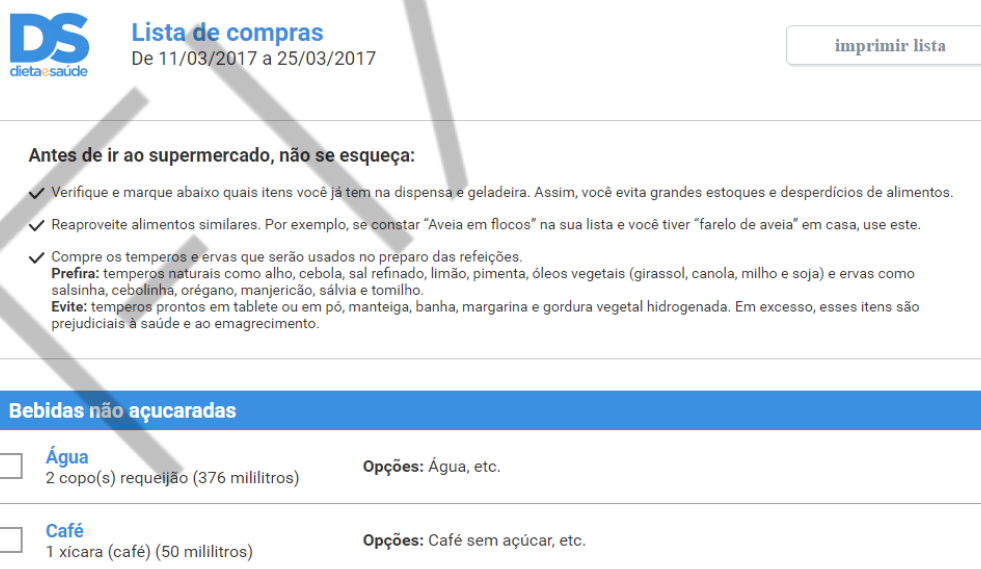 DS
dietaesaúde
Lista de compras
De 11/03/2017 a 25/03/2017
imprimir lista
Antes de ir ao supermercado, não se esqueça:
Verifique e marque abaixo quais itens você já tem na dispensa e geladeira. Assim, você evita grandes estoques e desperdícios de alimentos.
Reaproveite alimentos similares. Por exemplo, se constar “Aveia em flocos” na sua lista e você tiver “farelo de aveia” em casa, use este.
Compre os temperos e ervas que serão usados no preparo das refeições.
Prefira: temperos naturais como alho, cebola, sal refinado, limão, pimenta, óleos vegetais (girassol, canola, milho e soja) e ervas como
salsinha, cebolinha, orégano, manjericão, sálvia e tomilho.
Evite: temperos prontos em tablete ou em pó, manteiga, banha, margarina e gordura vegetal hidrogenada. Em excesso, esses itens são
prejudiciais à saúde e ao emagrecimento.
Bebidas não açucaradas
Água
2 copo(s) requeijão (376 mililitros)
Opções: Água, etc.
Café
1 xícara (café) (50 mililitros)
Opções: Café sem açúcar, etc.